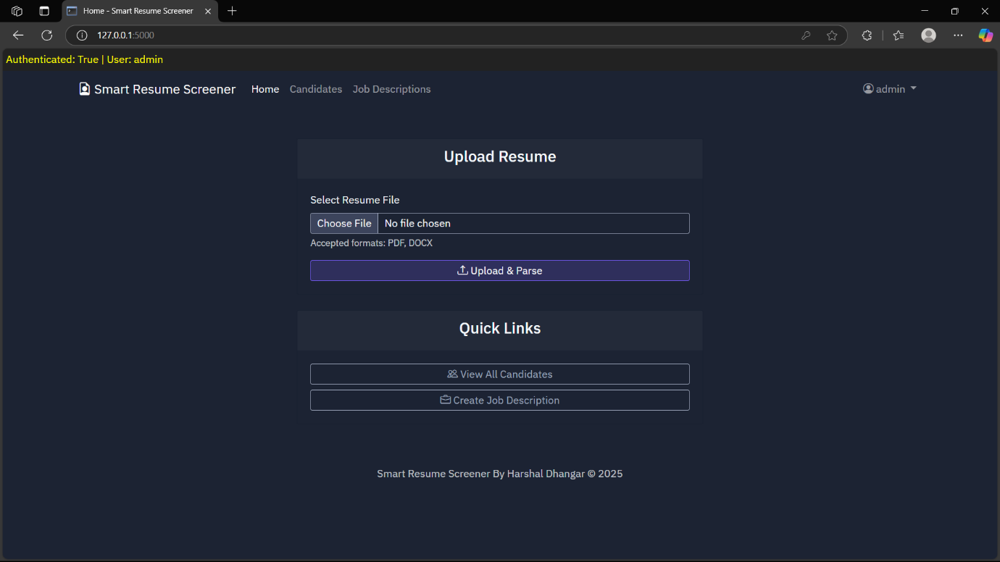 Home - Smart Resume Screener
127.0.0.1:5000
Authenticated: True | User: admin
Smart Resume Screener Home Candidates Job Descriptions admin
Upload Resume
Select Resume File
Choose File No file chosen
Accepted formats: PDF, DOCX
Upload & Parse
Quick Links
View All Candidates
Create Job Description
Smart Resume Screener By Harshal Dhangar © 2025